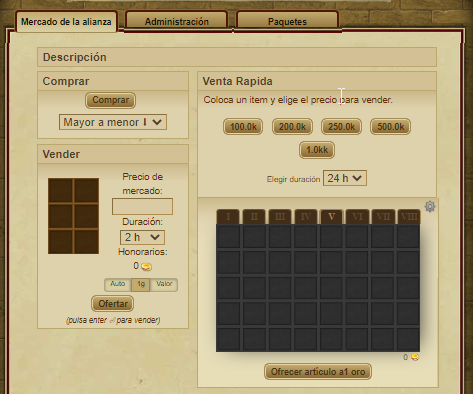 Mercado de la alianza
Administración
Paquetes
Descripción
Comprar
Comprar
Mayor a menor
Vender
Precio de
mercado:
Duración:
2 h
Honorarios:
0
Auto 1g Valor
Ofertar
(pulsa enter ⏎ para vender)
Venta Rapida
Coloca un item y elige el precio para vender.
100.0k 200.0k 250.0k 500.0k
1.0kk
Elegir duración 24 h
I II III IV V VI VII VIII
0
Ofrecer artículo a1 oro